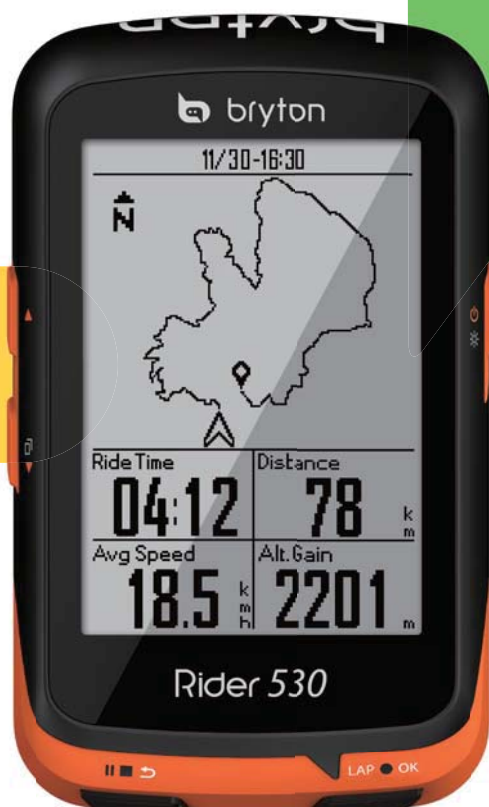 bryton
bryton
11/30-16:30
N
Ride Time
Distance
04:12
78 km
Avg Speed
Alt.Gain
18.5 kmh
2201 m
Rider 530
LAP OK